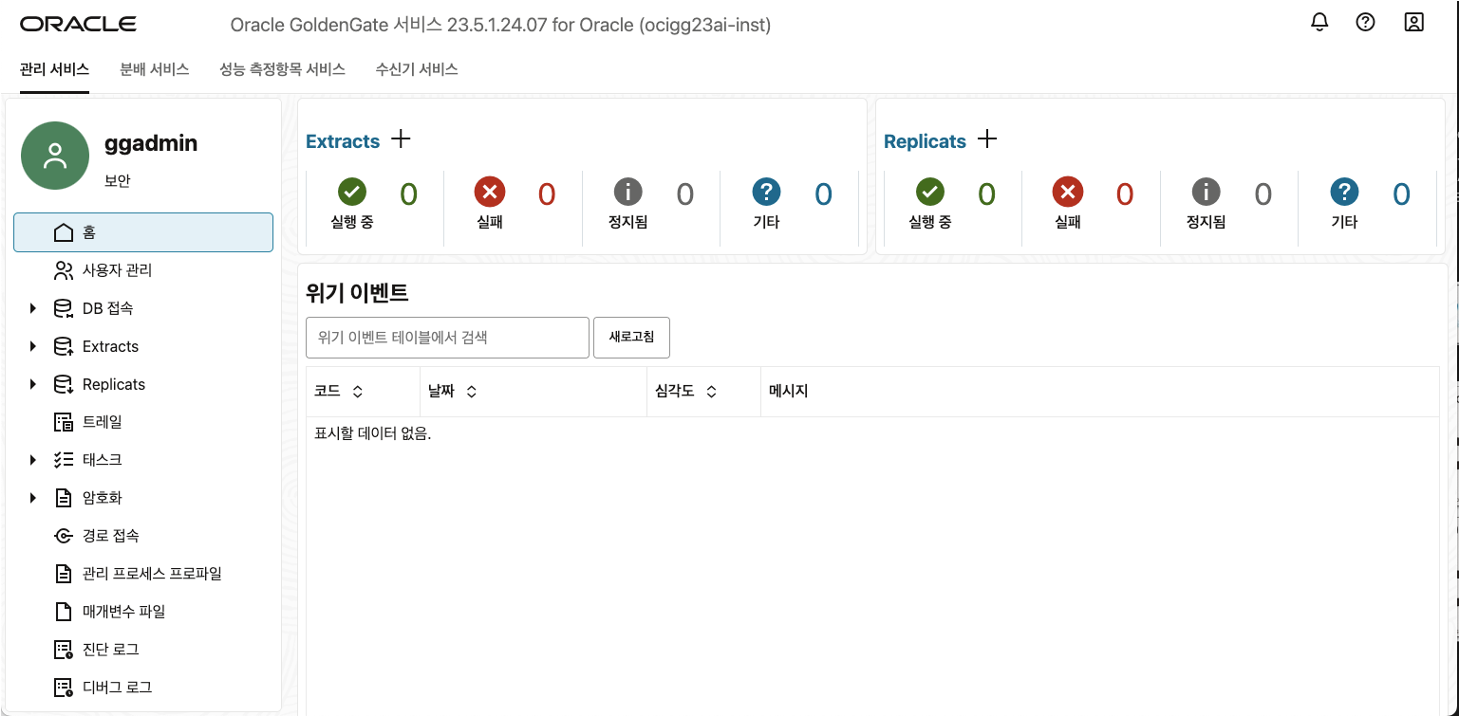 ORACLE
Oracle GoldenGate 서비스 23.5.1.24.07 for Oracle (ocigg23ai-inst)
관리 서비스 분배 서비스 성능 측정항목 서비스 수신기 서비스
ggadmin
보안
홈
사용자 관리
DB 접속
Extracts
Replicats
트레일
태스크
암호화
경로 접속
관리 프로세스 프로파일
매개변수 파일
진단 로그
디버그 로그
Extracts
0 0 0 0
실행 중 실패 정지됨 기타
Replicats
0 0 0 0
실행 중 실패 정지됨 기타
위기 이벤트
위기 이벤트 테이블에서 검색 새로고침
코드 날짜 심각도 메시지
표시할 데이터 없음.